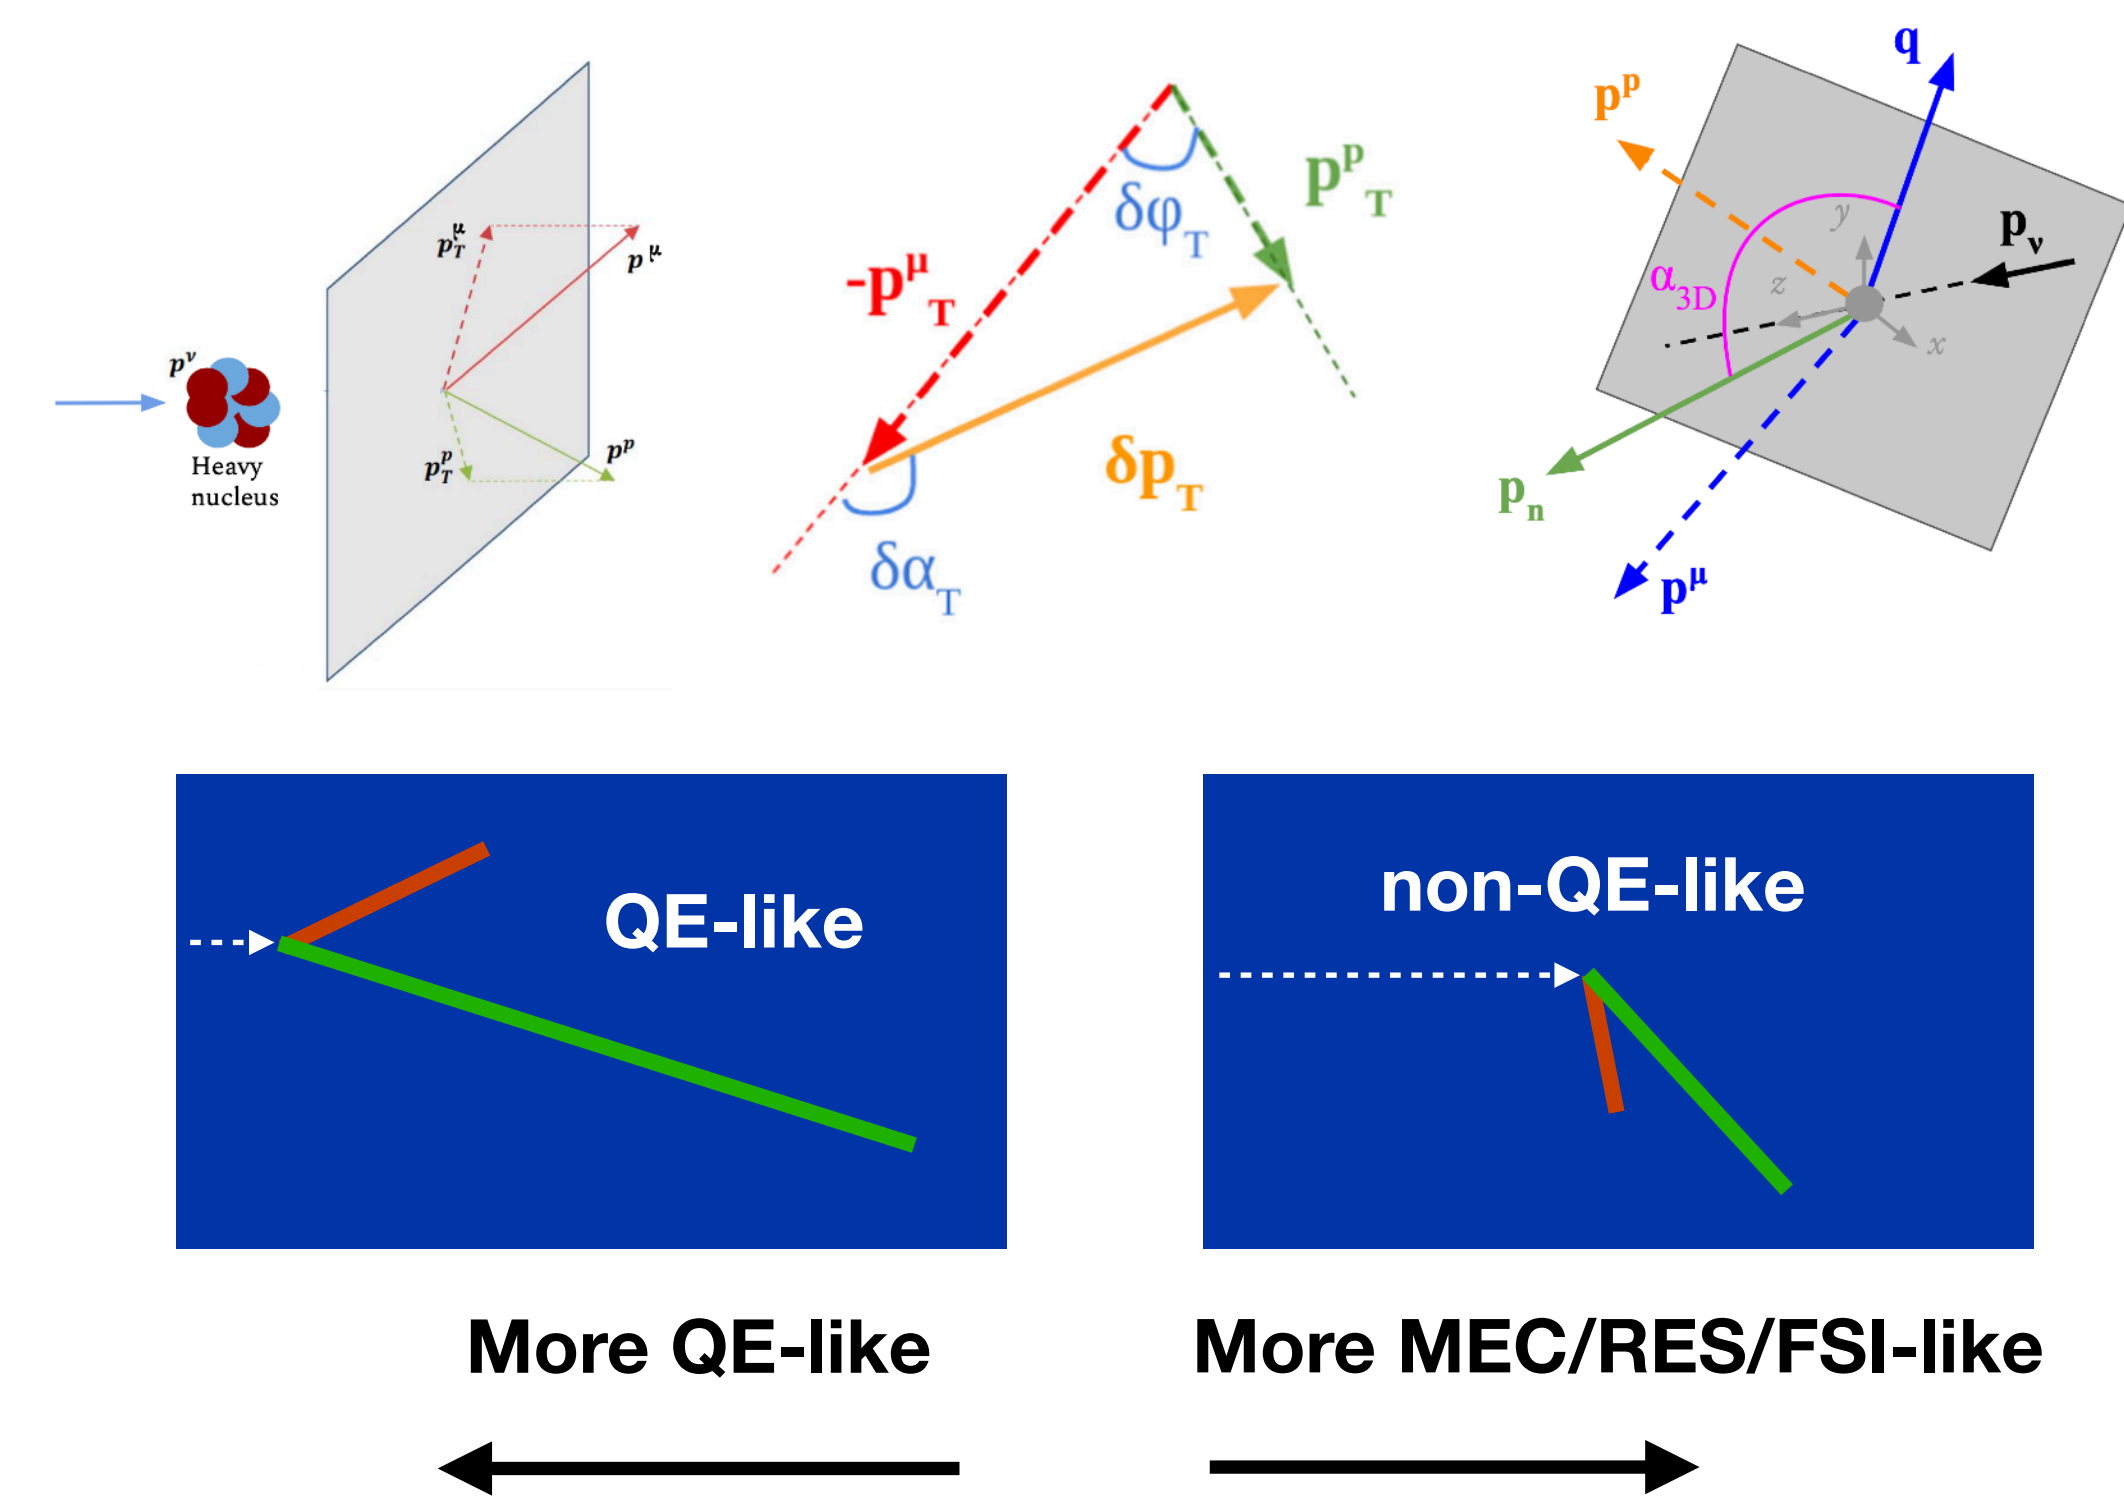 p^ν
Heavy
nucleus
p_T^μ
p^μ
p_T^p
p^p
-p^μ_T
δφ_T
p^p_T
δp_T
δα_T
q
p^p
p_ν
y
α_3D
z
x
p_n
p^μ
QE-like
non-QE-like
More QE-like
More MEC/RES/FSI-like